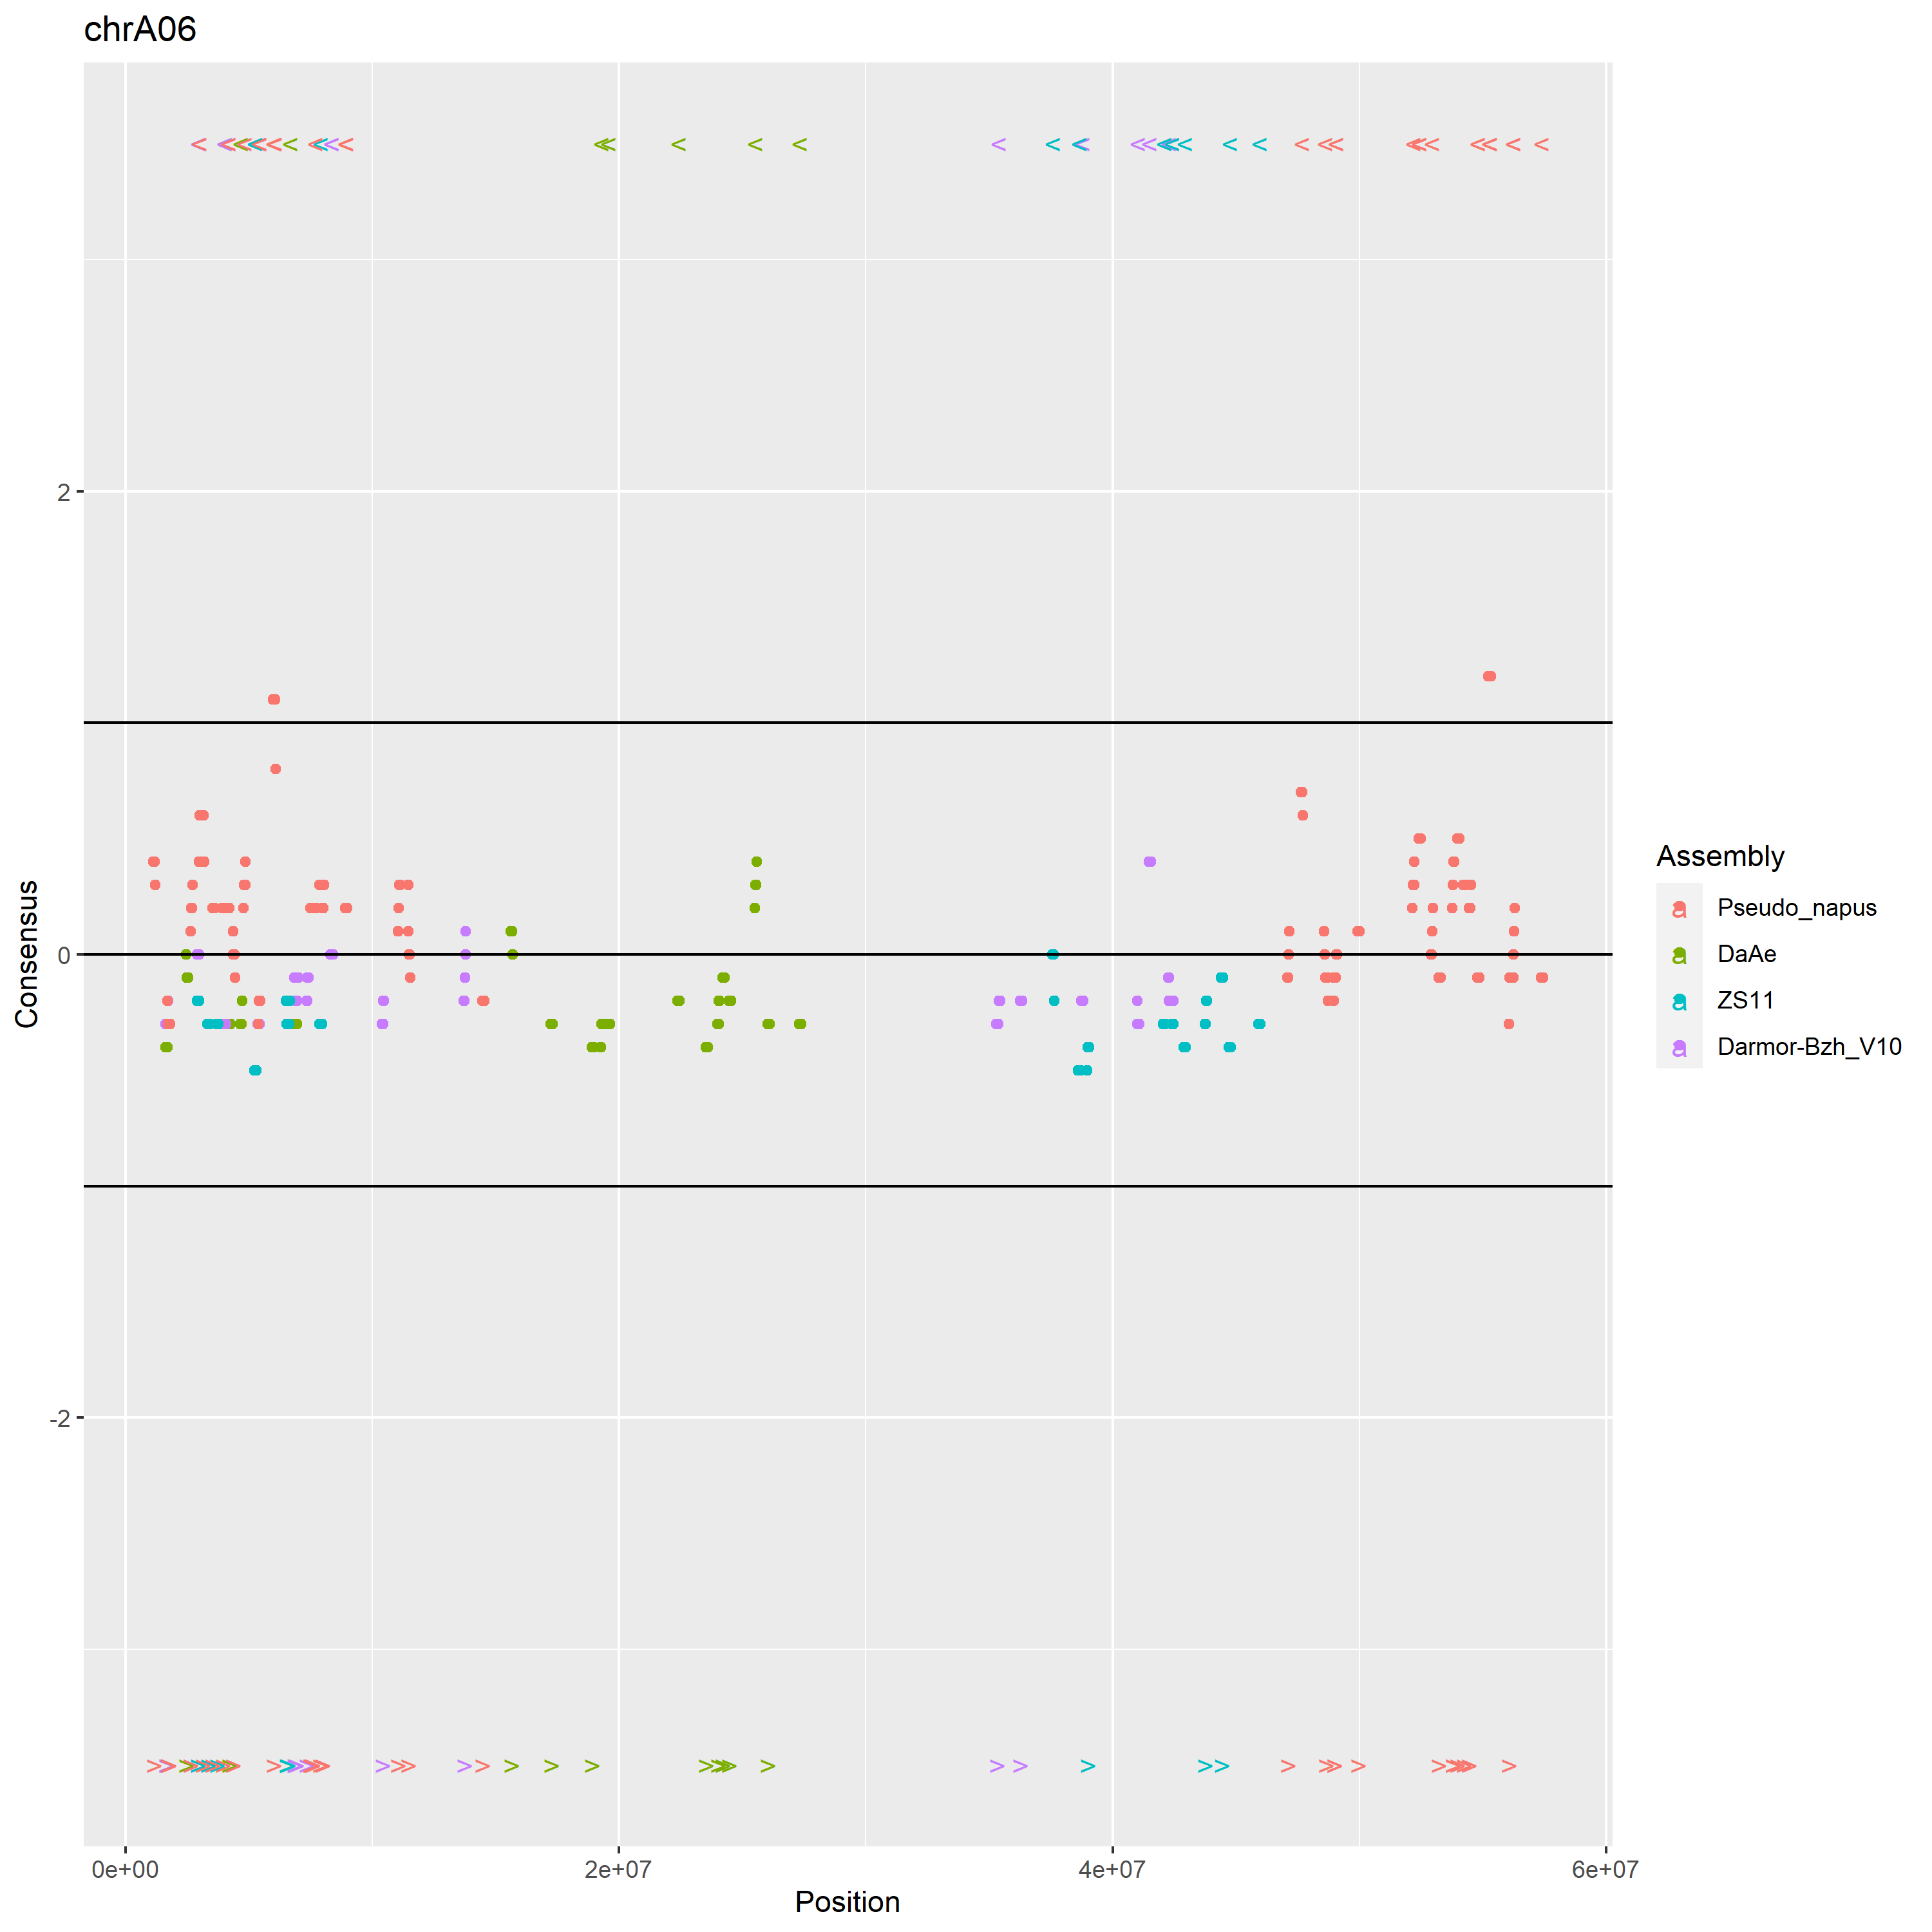 chrA06
2
0
-2
Consensus
0e+00 2e+07 4e+07 6e+07
Position
Assembly
a Pseudo_napus
a DaAe
a ZS11
a Darmor-Bzh_V10